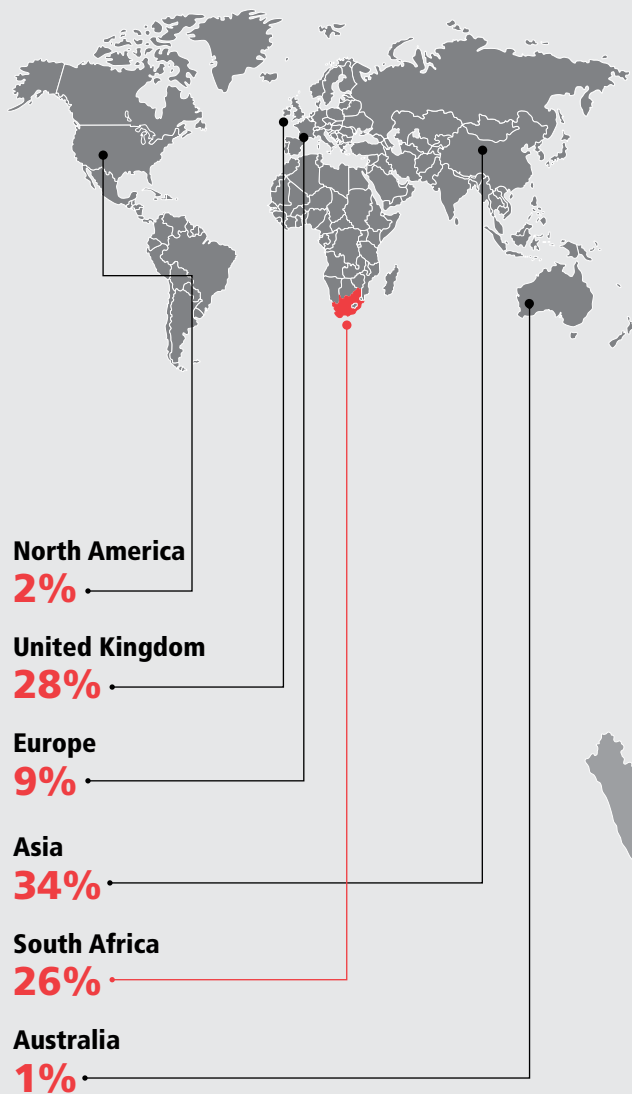 North America
2%
United Kingdom
28%
Europe
9%
Asia
34%
South Africa
26%
Australia
1%